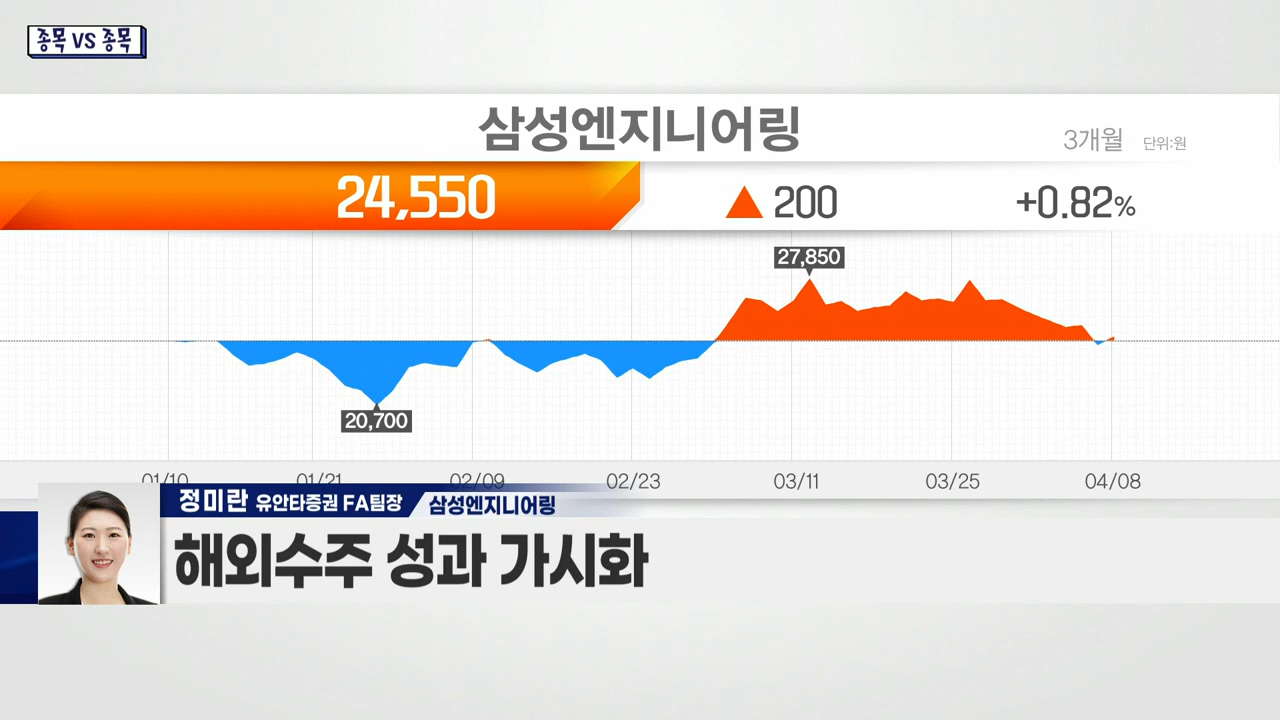 종목 VS 종목
삼성엔지니어링
3개월 단위:원
24,550 ▲ 200 +0.82%
27,850
20,700
01/10 01/21 02/09 02/23 03/11 03/25 04/08
정미란 유안타증권 FA팀장 삼성엔지니어링
해외수주 성과 가시화